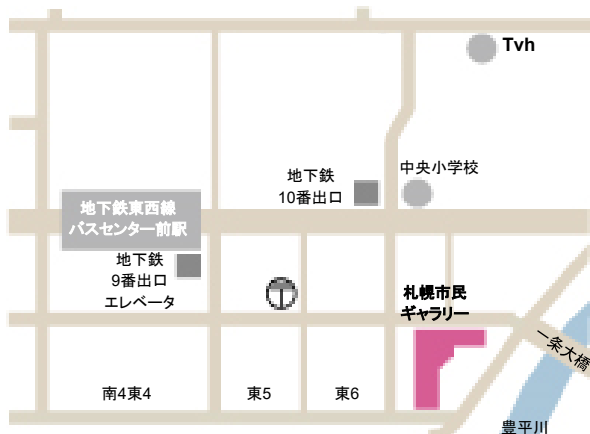 Tvh
中央小学校
地下鉄
10番出口
地下鉄東西線
バスセンター前駅
地下鉄
9番出口
エレベータ
札幌市民
ギャラリー
一条大橋
南4東4
東5
東6
豊平川